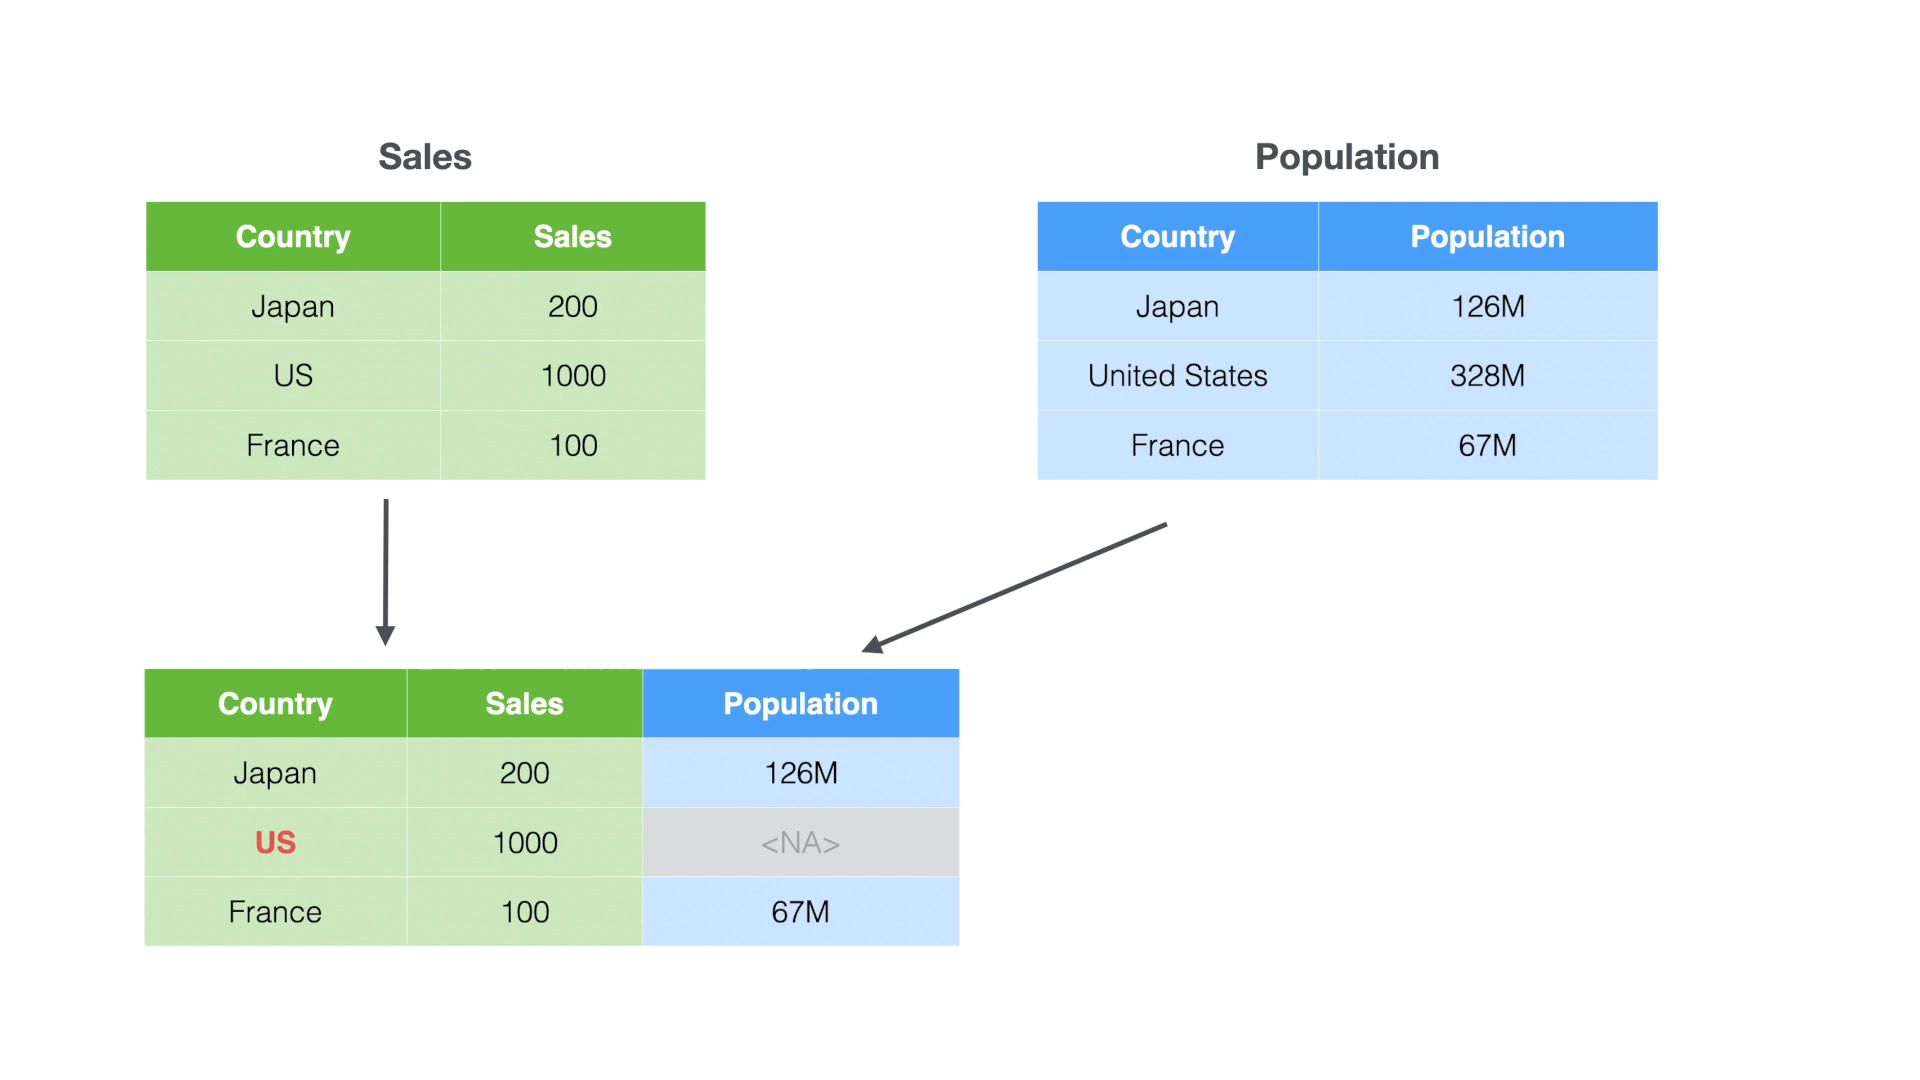 Sales
Country Sales
Japan 200
US 1000
France 100
Population
Country Population
Japan 126M
United States 328M
France 67M
Country Sales Population
Japan 200 126M
US 1000 <NA>
France 100 67M